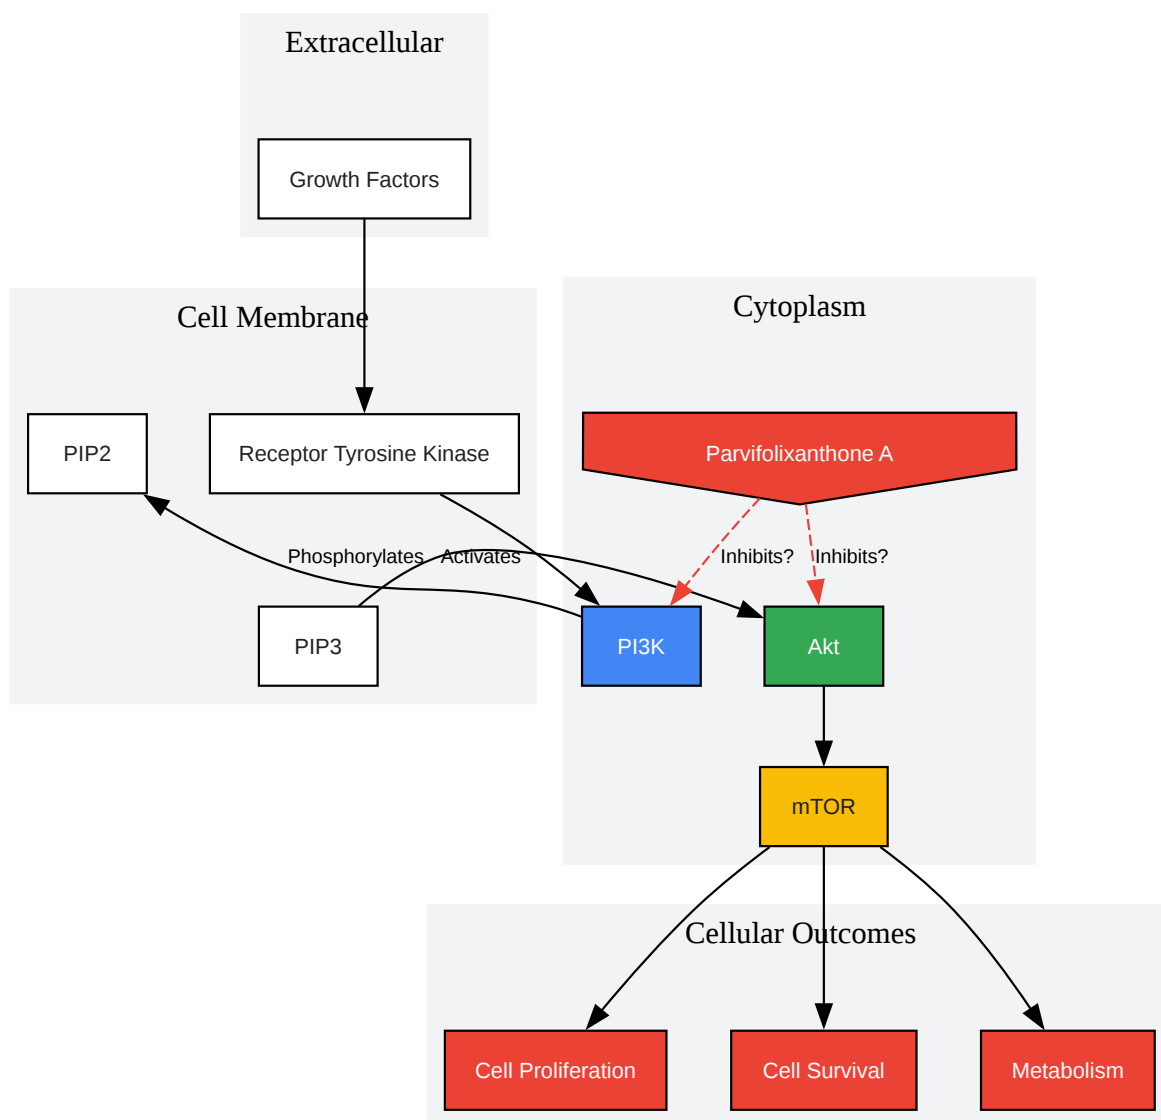 Extracellular
Growth Factors
Cell Membrane
Cytoplasm
PIP2
Receptor Tyrosine Kinase
Parvifolixanthone A
Phosphorylates
Activates
Inhibits?
Inhibits?
PIP3
PI3K
Akt
mTOR
Cellular Outcomes
Cell Proliferation
Cell Survival
Metabolism